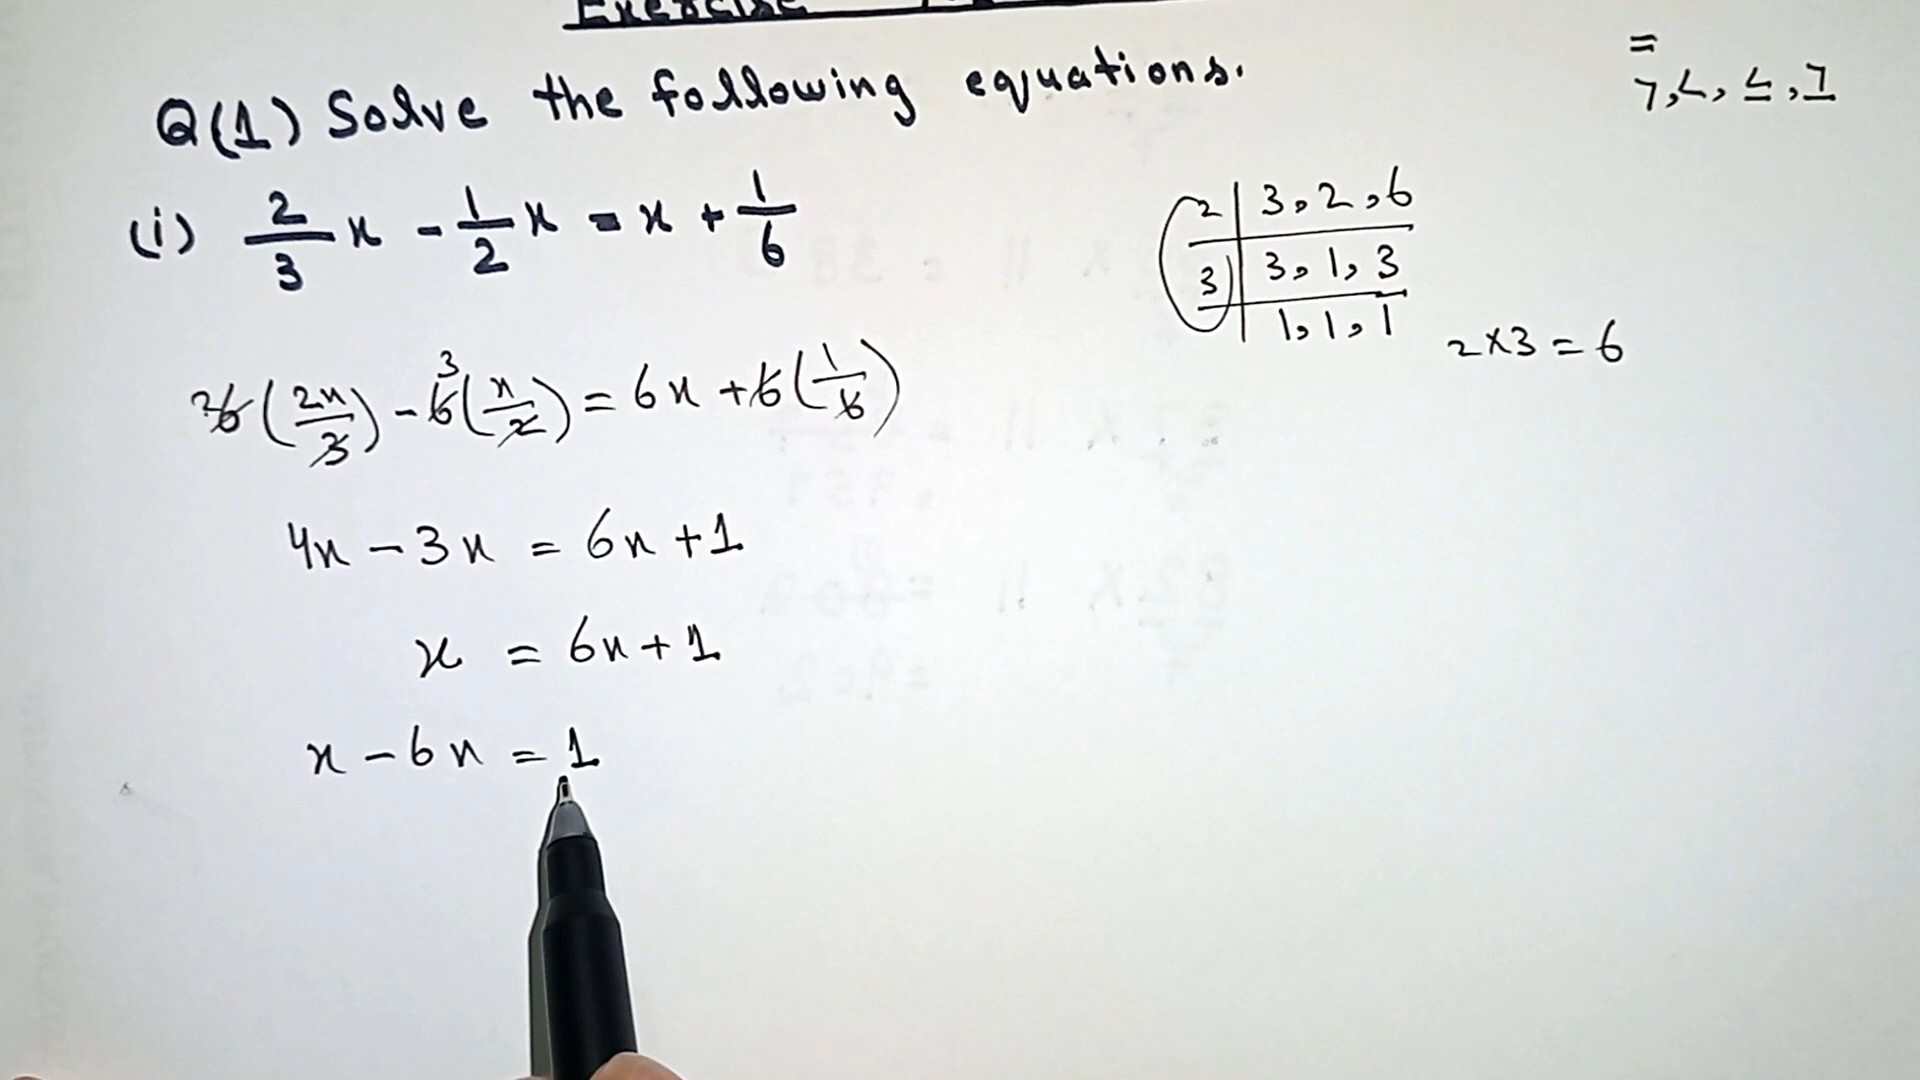 Exercise
Q(1) Solve the following equations.
=
>, <, ≤, ≥
(i) 2/3 x - 1/2 x = x + 1/6
2 | 3, 2, 6
3 | 3, 1, 3
1, 1, 1
2×3 = 6
2 6(2x/3) - 3 6(x/2) = 6x + 6(1/6)
4x - 3x = 6x + 1
x = 6x + 1
x - 6x = 1